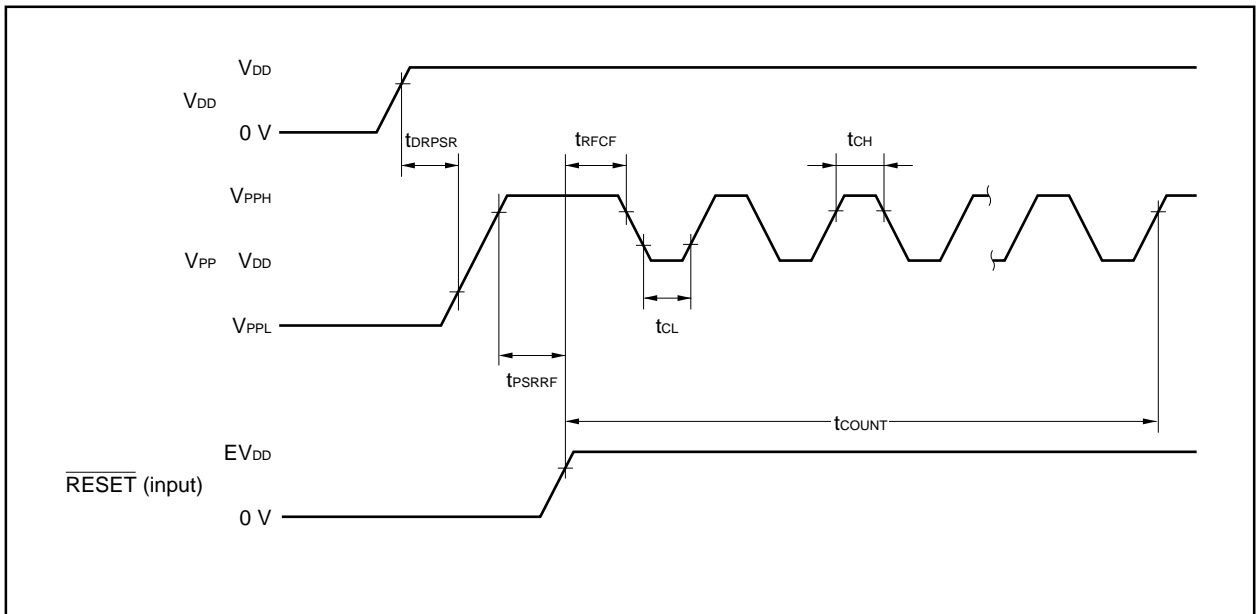 VDD
VDD
0 V
tDRPSR
tRFCF
tCH
VPPH
VPP VDD
VPPL
tCL
tPSRRF
tCOUNT
EVDD
RESET (input)
0 V